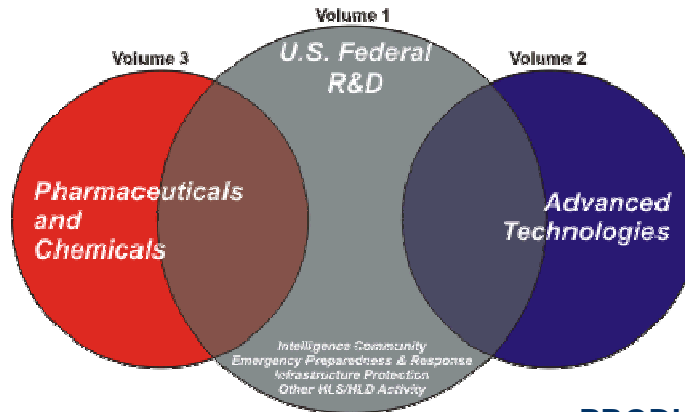 Volume 1
Volume 3
Volume 2
U.S. Federal
R&D
Pharmaceuticals
and
Chemicals
Advanced
Technologies
Intelligence Community
Emergency Preparedness & Response
Infrastructure Protection
Other HLS/HLD Activity